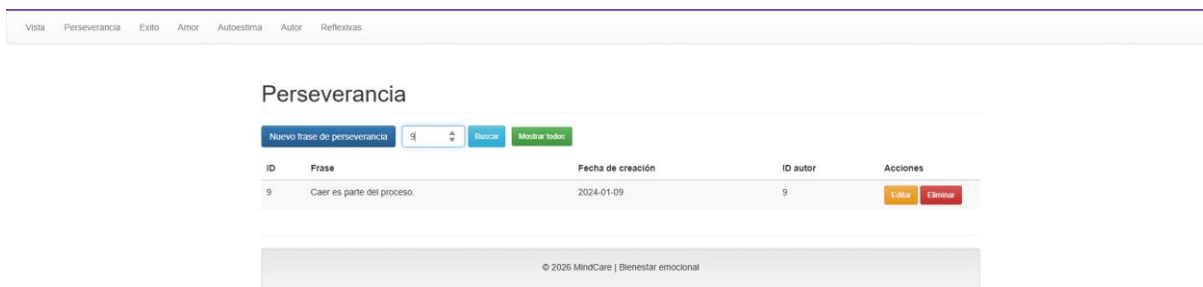 Vista Perseverancia Exito Amor Autoestima Autor Reflexivas
Perseverancia
Nuevo frase de perseverancia 9 Buscar Mostrar todos
ID Frase Fecha de creación ID autor Acciones
9 Caer es parte del proceso. 2024-01-09 9 Editar Eliminar
© 2026 MindCare | Bienestar emocional